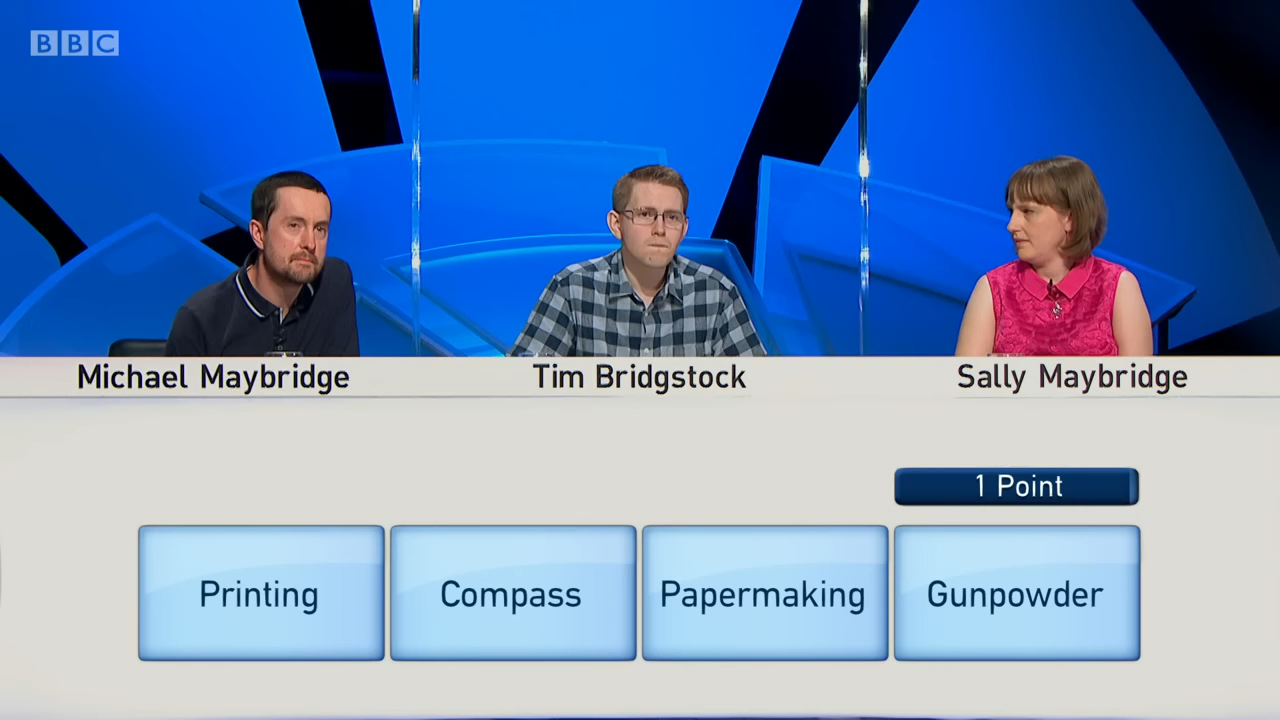 BBC
Michael Maybridge
Tim Bridgstock
Sally Maybridge
1 Point
Printing
Compass
Papermaking
Gunpowder